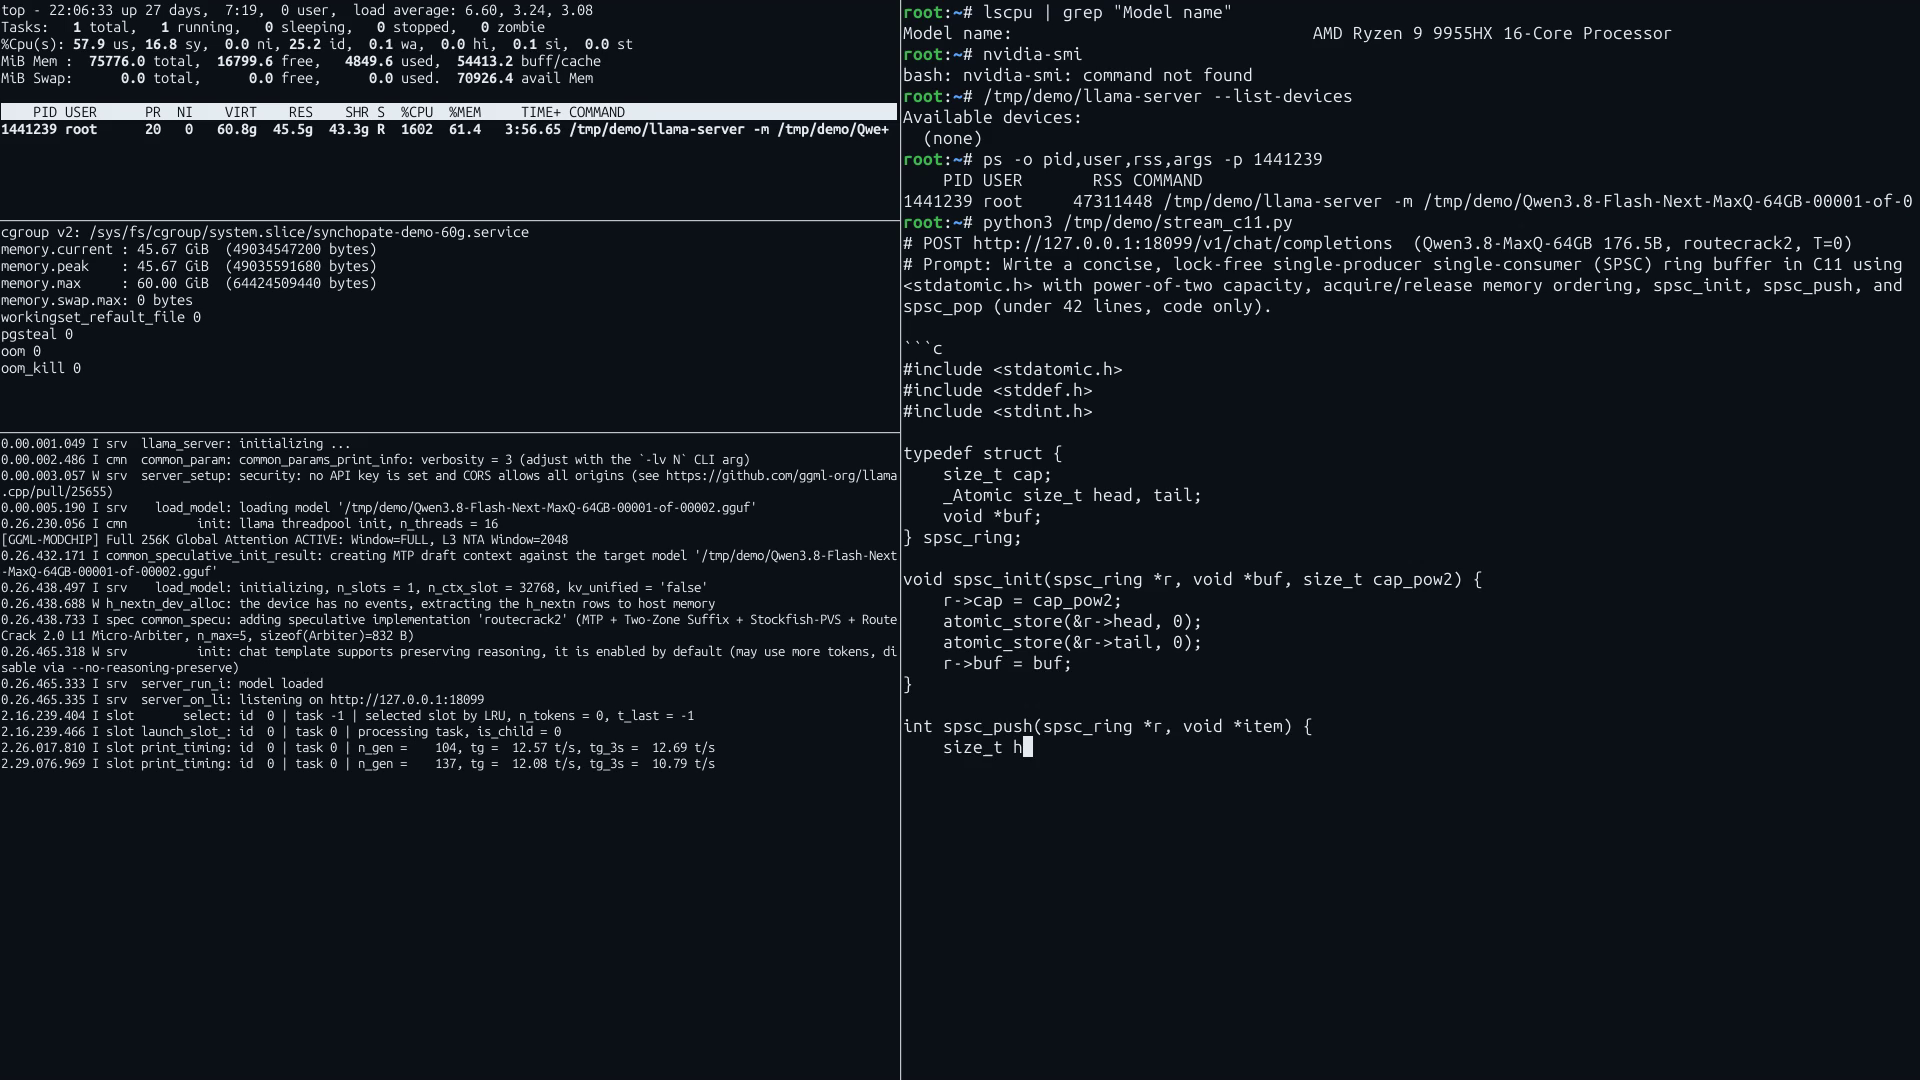 top - 22:06:33 up 27 days,  7:19,  0 user,  load average: 6.60, 3.24, 3.08
Tasks:   1 total,   1 running,   0 sleeping,   0 stopped,   0 zombie
%Cpu(s): 57.9 us, 16.8 sy,  0.0 ni, 25.2 id,  0.1 wa,  0.0 hi,  0.1 si,  0.0 st
MiB Mem :  75776.0 total,  16799.6 free,   4849.6 used,  54413.2 buff/cache
MiB Swap:      0.0 total,      0.0 free,      0.0 used.  70926.4 avail Mem
PID USER      PR  NI    VIRT    RES    SHR S  %CPU  %MEM     TIME+ COMMAND
1441239 root      20   0   60.8g  45.5g  43.3g R  1602  61.4   3:56.65 /tmp/demo/llama-server -m /tmp/demo/Qwe+
cgroup v2: /sys/fs/cgroup/system.slice/synchopate-demo-60g.service
memory.current : 45.67 GiB  (49034547200 bytes)
memory.peak    : 45.67 GiB  (49035591680 bytes)
memory.max     : 60.00 GiB  (64424509440 bytes)
memory.swap.max: 0 bytes
workingset_refault_file 0
pgsteal 0
oom 0
oom_kill 0
0.00.001.049 I srv  llama_server: initializing ...
0.00.002.486 I cmn  common_param: common_params_print_info: verbosity = 3 (adjust with the `-lv N` CLI arg)
0.00.003.057 W srv  server_setup: security: no API key is set and CORS allows all origins (see https://github.com/ggml-org/llama
.cpp/pull/25655)
0.00.005.190 I srv    load_model: loading model '/tmp/demo/Qwen3.8-Flash-Next-MaxQ-64GB-00001-of-00002.gguf'
0.26.230.056 I cmn          init: llama threadpool init, n_threads = 16
[GGML-MODCHIP] Full 256K Global Attention ACTIVE: Window=FULL, L3 NTA Window=2048
0.26.432.171 I common_speculative_init_result: creating MTP draft context against the target model '/tmp/demo/Qwen3.8-Flash-Next
-MaxQ-64GB-00001-of-00002.gguf'
0.26.438.497 I srv    load_model: initializing, n_slots = 1, n_ctx_slot = 32768, kv_unified = 'false'
0.26.438.688 W h_nextn_dev_alloc: the device has no events, extracting the h_nextn rows to host memory
0.26.438.733 I spec common_specu: adding speculative implementation 'routecrack2' (MTP + Two-Zone Suffix + Stockfish-PVS + Route
Crack 2.0 L1 Micro-Arbiter, n_max=5, sizeof(Arbiter)=832 B)
0.26.465.318 W srv          init: chat template supports preserving reasoning, it is enabled by default (may use more tokens, di
sable via --no-reasoning-preserve)
0.26.465.333 I srv  server_run_i: model loaded
0.26.465.335 I srv  server_on_li: listening on http://127.0.0.1:18099
2.16.239.404 I slot       select: id  0 | task -1 | selected slot by LRU, n_tokens = 0, t_last = -1
2.16.239.466 I slot launch_slot_: id  0 | task 0 | processing task, is_child = 0
2.26.017.810 I slot print_timing: id  0 | task 0 | n_gen =    104, tg =  12.57 t/s, tg_3s =  12.69 t/s
2.29.076.969 I slot print_timing: id  0 | task 0 | n_gen =    137, tg =  12.08 t/s, tg_3s =  10.79 t/s
root:~# lscpu | grep "Model name"
Model name:                              AMD Ryzen 9 9955HX 16-Core Processor
root:~# nvidia-smi
bash: nvidia-smi: command not found
root:~# /tmp/demo/llama-server --list-devices
Available devices:
  (none)
root:~# ps -o pid,user,rss,args -p 1441239
    PID USER       RSS COMMAND
1441239 root     47311448 /tmp/demo/llama-server -m /tmp/demo/Qwen3.8-Flash-Next-MaxQ-64GB-00001-of-0
root:~# python3 /tmp/demo/stream_c11.py
# POST http://127.0.0.1:18099/v1/chat/completions  (Qwen3.8-MaxQ-64GB 176.5B, routecrack2, T=0)
# Prompt: Write a concise, lock-free single-producer single-consumer (SPSC) ring buffer in C11 using
<stdatomic.h> with power-of-two capacity, acquire/release memory ordering, spsc_init, spsc_push, and
spsc_pop (under 42 lines, code only).
```c
#include <stdatomic.h>
#include <stddef.h>
#include <stdint.h>
typedef struct {
    size_t cap;
    _Atomic size_t head, tail;
    void *buf;
} spsc_ring;
void spsc_init(spsc_ring *r, void *buf, size_t cap_pow2) {
    r->cap = cap_pow2;
    atomic_store(&r->head, 0);
    atomic_store(&r->tail, 0);
    r->buf = buf;
}
int spsc_push(spsc_ring *r, void *item) {
    size_t h